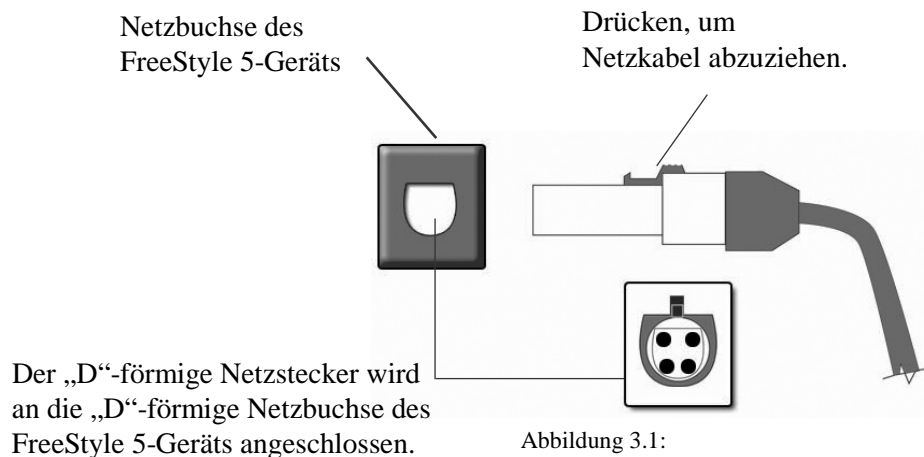 Netzbuchse des
FreeStyle 5-Geräts
Drücken, um
Netzkabel abzuziehen.
Der „D“-förmige Netzstecker wird
an die „D“-förmige Netzbuchse des
FreeStyle 5-Geräts angeschlossen.
Abbildung 3.1: